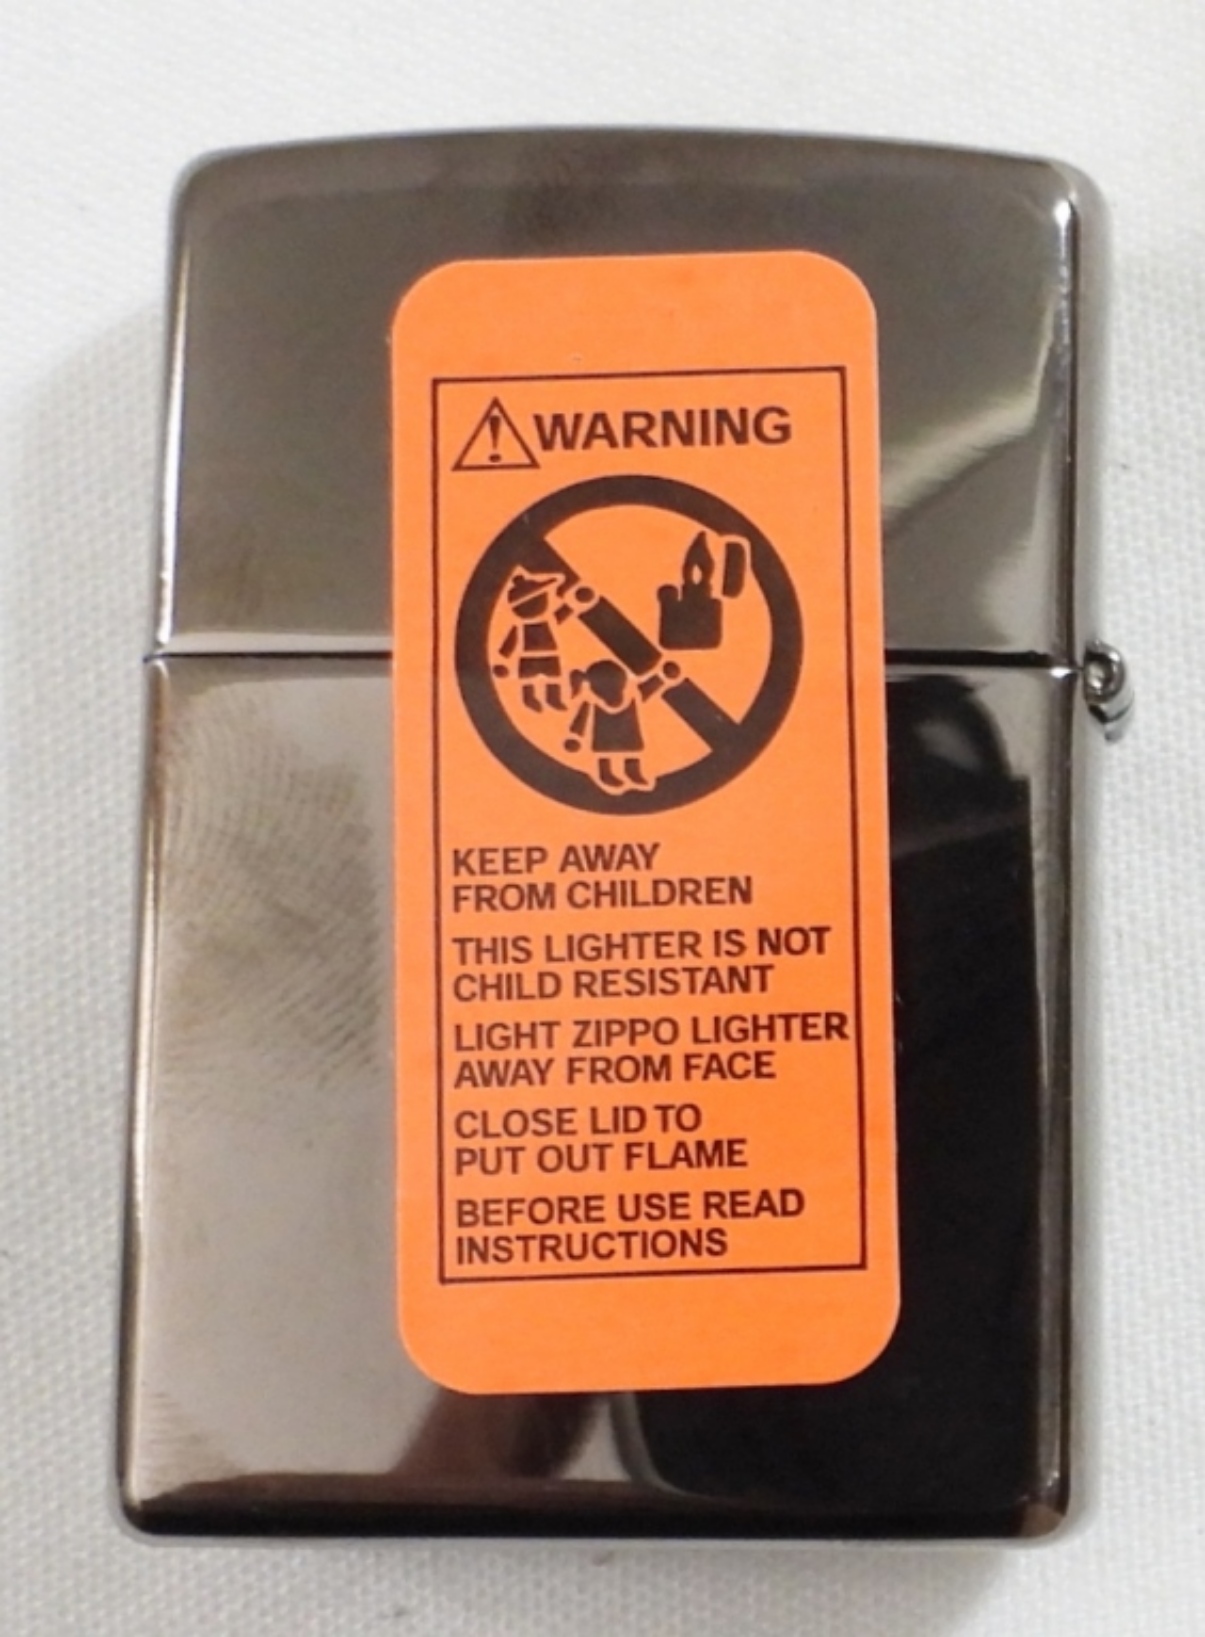 WARNING
KEEP AWAY
FROM CHILDREN
THIS LIGHTER IS NOT
CHILD RESISTANT
LIGHT ZIPPO LIGHTER
AWAY FROM FACE
CLOSE LID TO
PUT OUT FLAME
BEFORE USE READ
INSTRUCTIONS